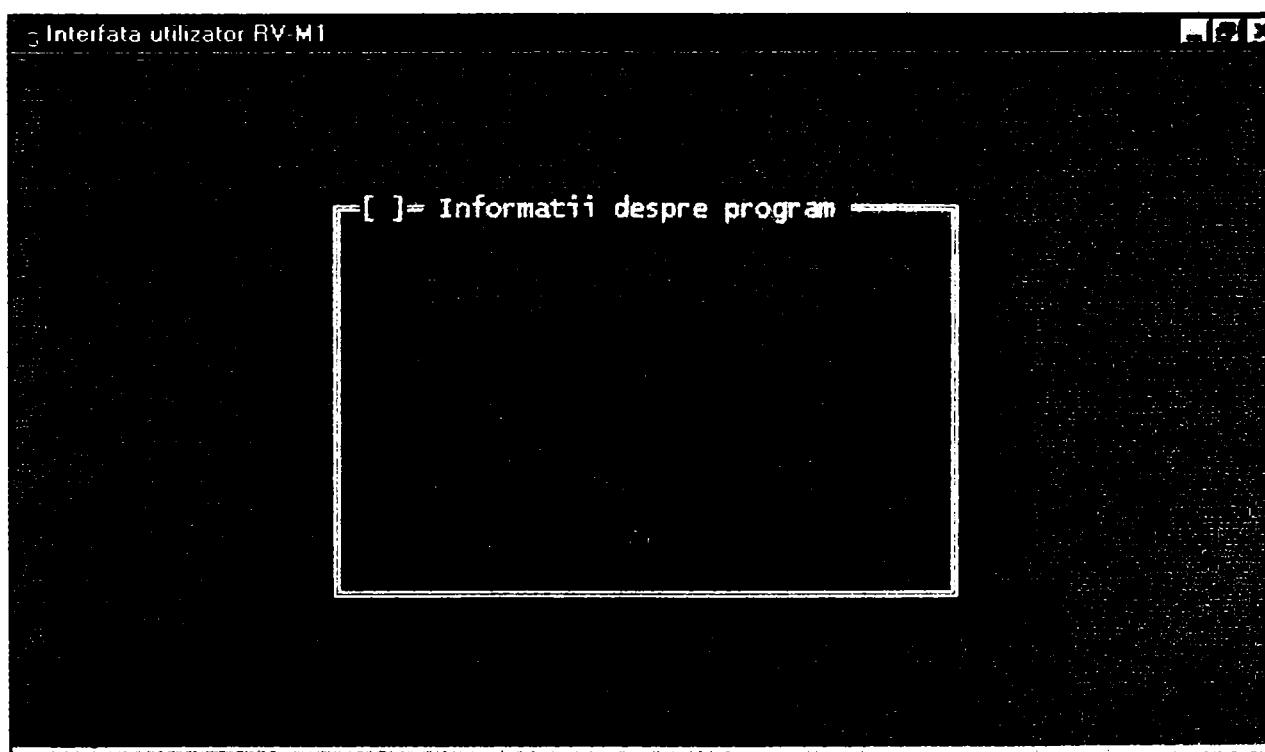 Interfata utilizator RV-M1
[ ] Informatii despre program